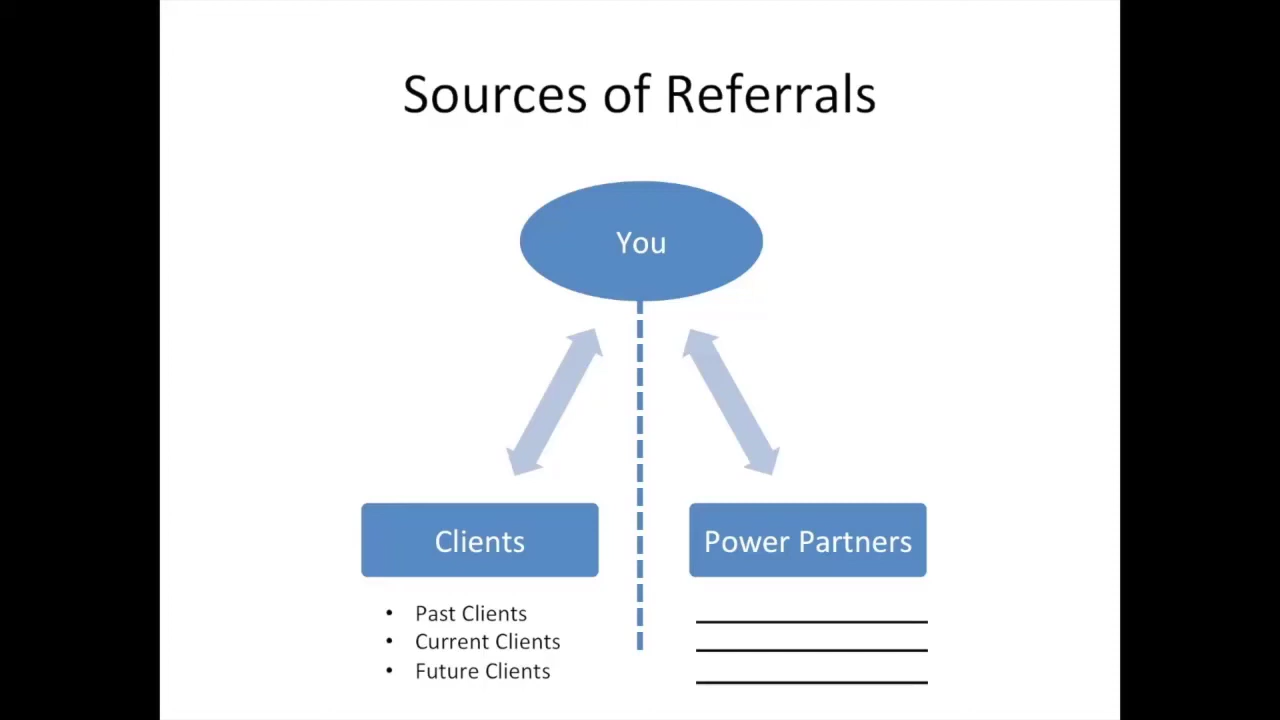 Sources of Referrals
You
Clients
Power Partners
• Past Clients
• Current Clients
• Future Clients